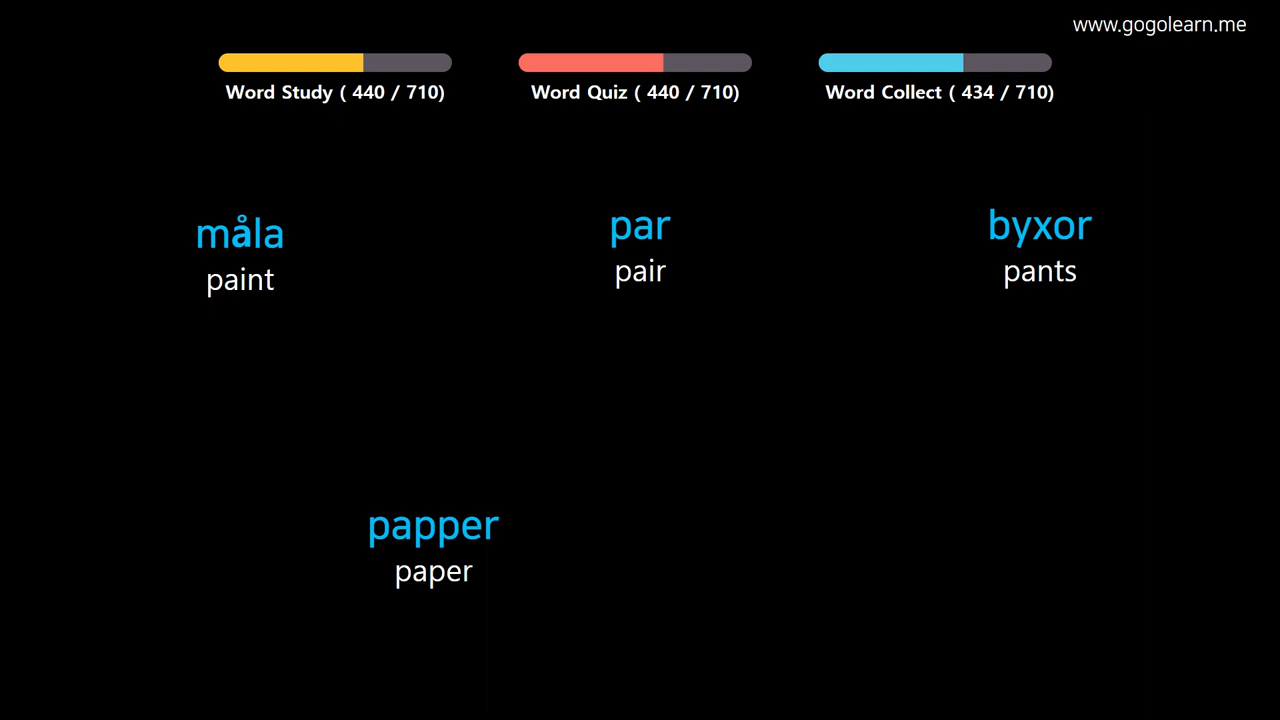 www.gogolearn.me
Word Study ( 440 / 710)
Word Quiz ( 440 / 710)
Word Collect ( 434 / 710)
måla
paint
par
pair
byxor
pants
papper
paper